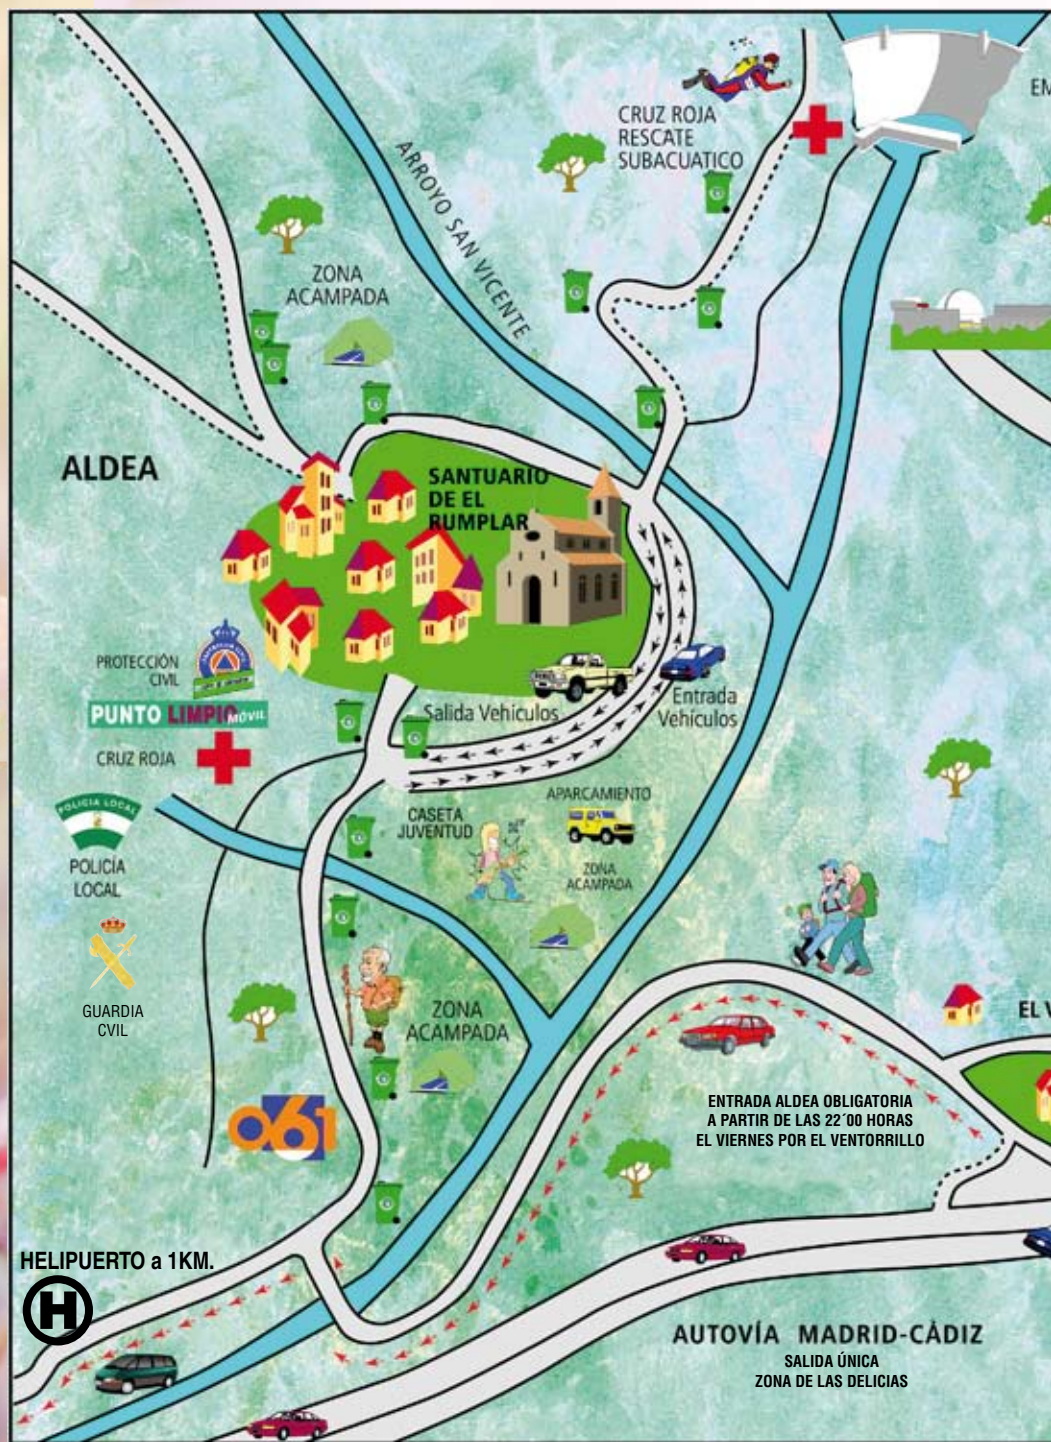 EM
CRUZ ROJA
RESCATE
SUBACUATICO
ARROYO SAN VICENTE
ZONA
ACAMPADA
ALDEA
SANTUARIO
DE EL
RUMPLAR
PROTECCIÓN
CIVIL
PUNTO LIMPIO MÓVIL
CRUZ ROJA
Salida Vehículos
Entrada
Vehículos
POLICIA LOCAL
POLICÍA
LOCAL
CASETA
JUVENTUD
APARCAMIENTO
ZONA
ACAMPADA
GUARDIA
CVIL
ZONA
ACAMPADA
EL V
061
ENTRADA ALDEA OBLIGATORIA
A PARTIR DE LAS 22´00 HORAS
EL VIERNES POR EL VENTORRILLO
HELIPUERTO a 1KM.
H
AUTOVÍA MADRID-CÁDIZ
SALIDA ÚNICA
ZONA DE LAS DELICIAS